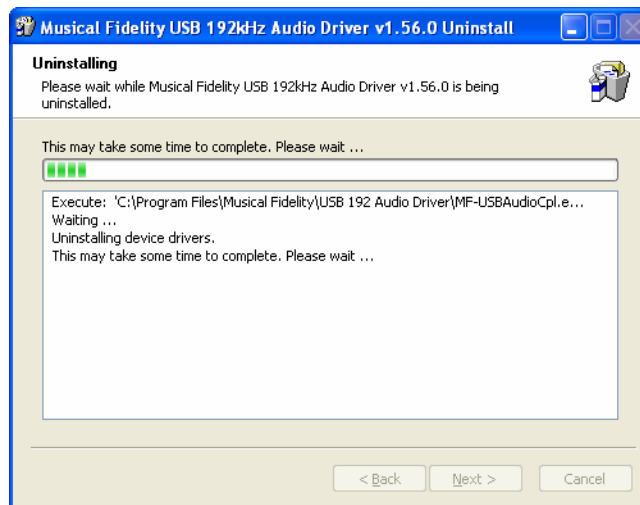 Musical Fidelity USB 192kHz Audio Driver v1.56.0 Uninstall
Uninstalling
Please wait while Musical Fidelity USB 192kHz Audio Driver v1.56.0 is being
uninstalled.
This may take some time to complete. Please wait ...
Execute: 'C:\Program Files\Musical Fidelity\USB 192 Audio Driver\MF-USBAudioCpl.e...
Waiting ...
Uninstalling device drivers.
This may take some time to complete. Please wait ...
< Back
Next >
Cancel